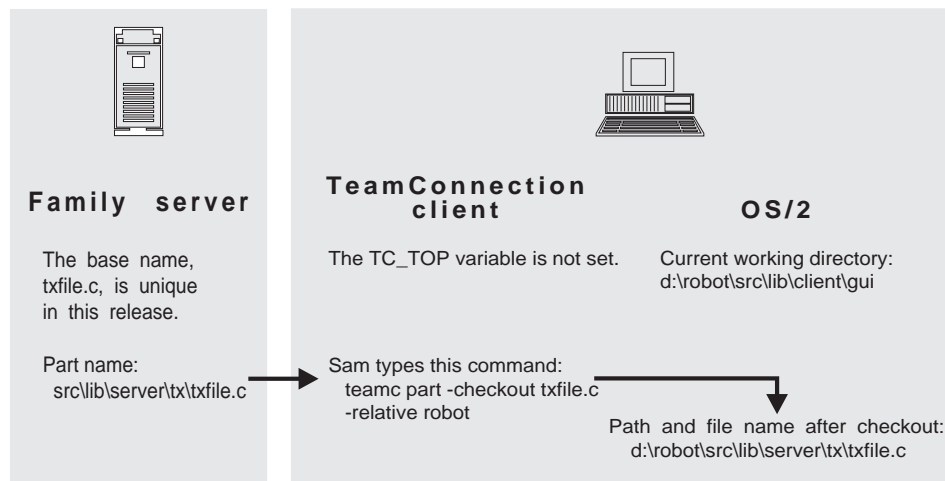 Family server
The base name,
txfile.c, is unique
in this release.
Part name:
src\lib\server\tx\txfile.c
TeamConnection
client
The TC_TOP variable is not set.
Sam types this command:
teamc part -checkout txfile.c
-relative robot
OS/2
Current working directory:
d:\robot\src\lib\client\gui
Path and file name after checkout:
d:\robot\src\lib\server\tx\txfile.c